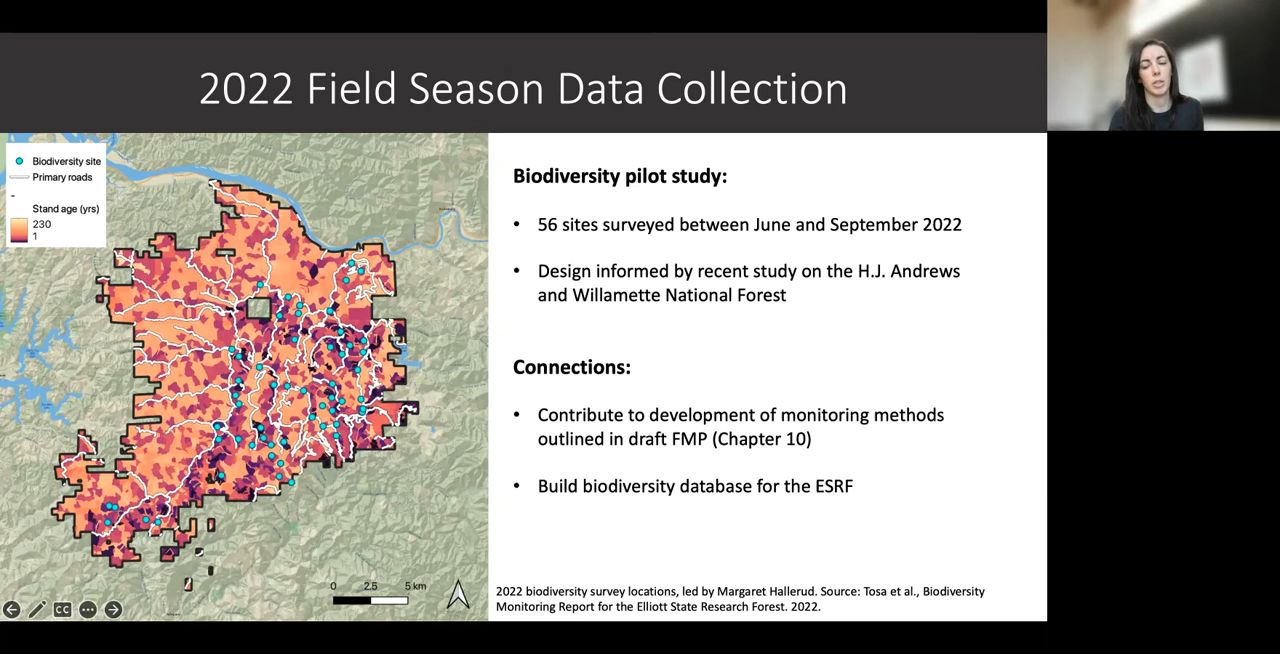 2022 Field Season Data Collection
Biodiversity site
Primary roads
-
Stand age (yrs)
230
1
0 2.5 5 km
Biodiversity pilot study:
• 56 sites surveyed between June and September 2022
• Design informed by recent study on the H.J. Andrews
and Willamette National Forest
Connections:
• Contribute to development of monitoring methods
outlined in draft FMP (Chapter 10)
• Build biodiversity database for the ESRF
2022 biodiversity survey locations, led by Margaret Hallerud. Source: Tosa et al., Biodiversity
Monitoring Report for the Elliott State Research Forest. 2022.
CC